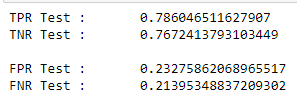 TPR Test : 0.786046511627907
TNR Test : 0.7672413793103449
FPR Test : 0.23275862068965517
FNR Test : 0.21395348837209302